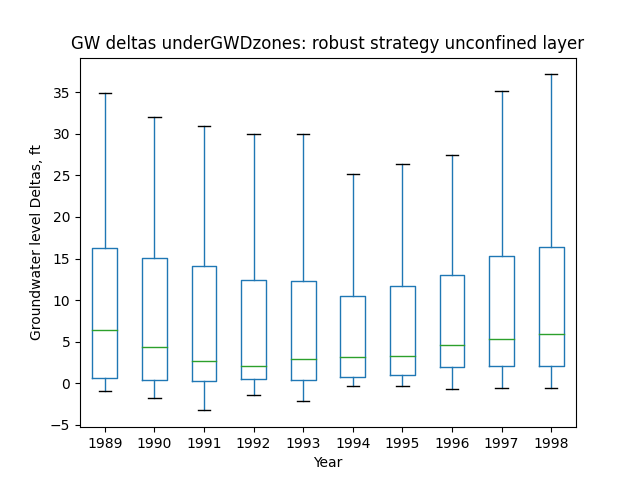 GW deltas underGWDzones: robust strategy unconfined layer
Groundwater level Deltas, ft
35
30
25
20
15
10
5
0
−5
1989 1990 1991 1992 1993 1994 1995 1996 1997 1998
Year